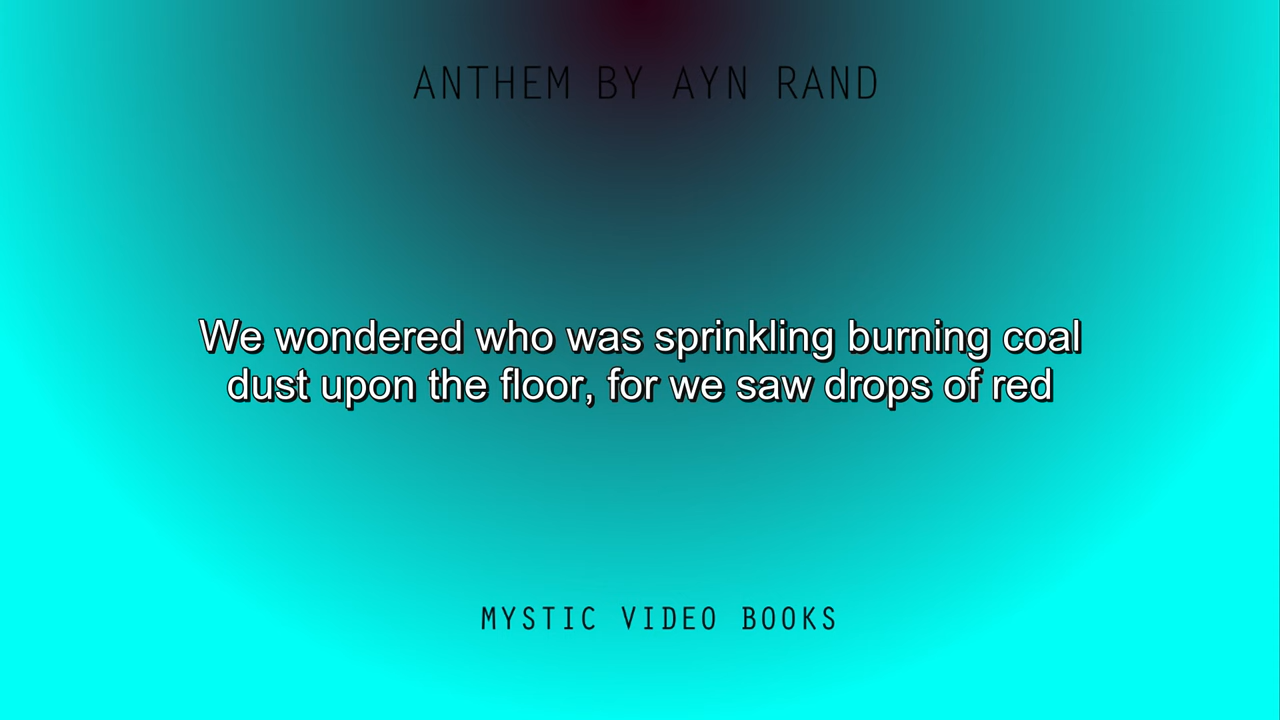 ANTHEM BY AYN RAND
We wondered who was sprinkling burning coal
dust upon the floor, for we saw drops of red
MYSTIC VIDEO BOOKS